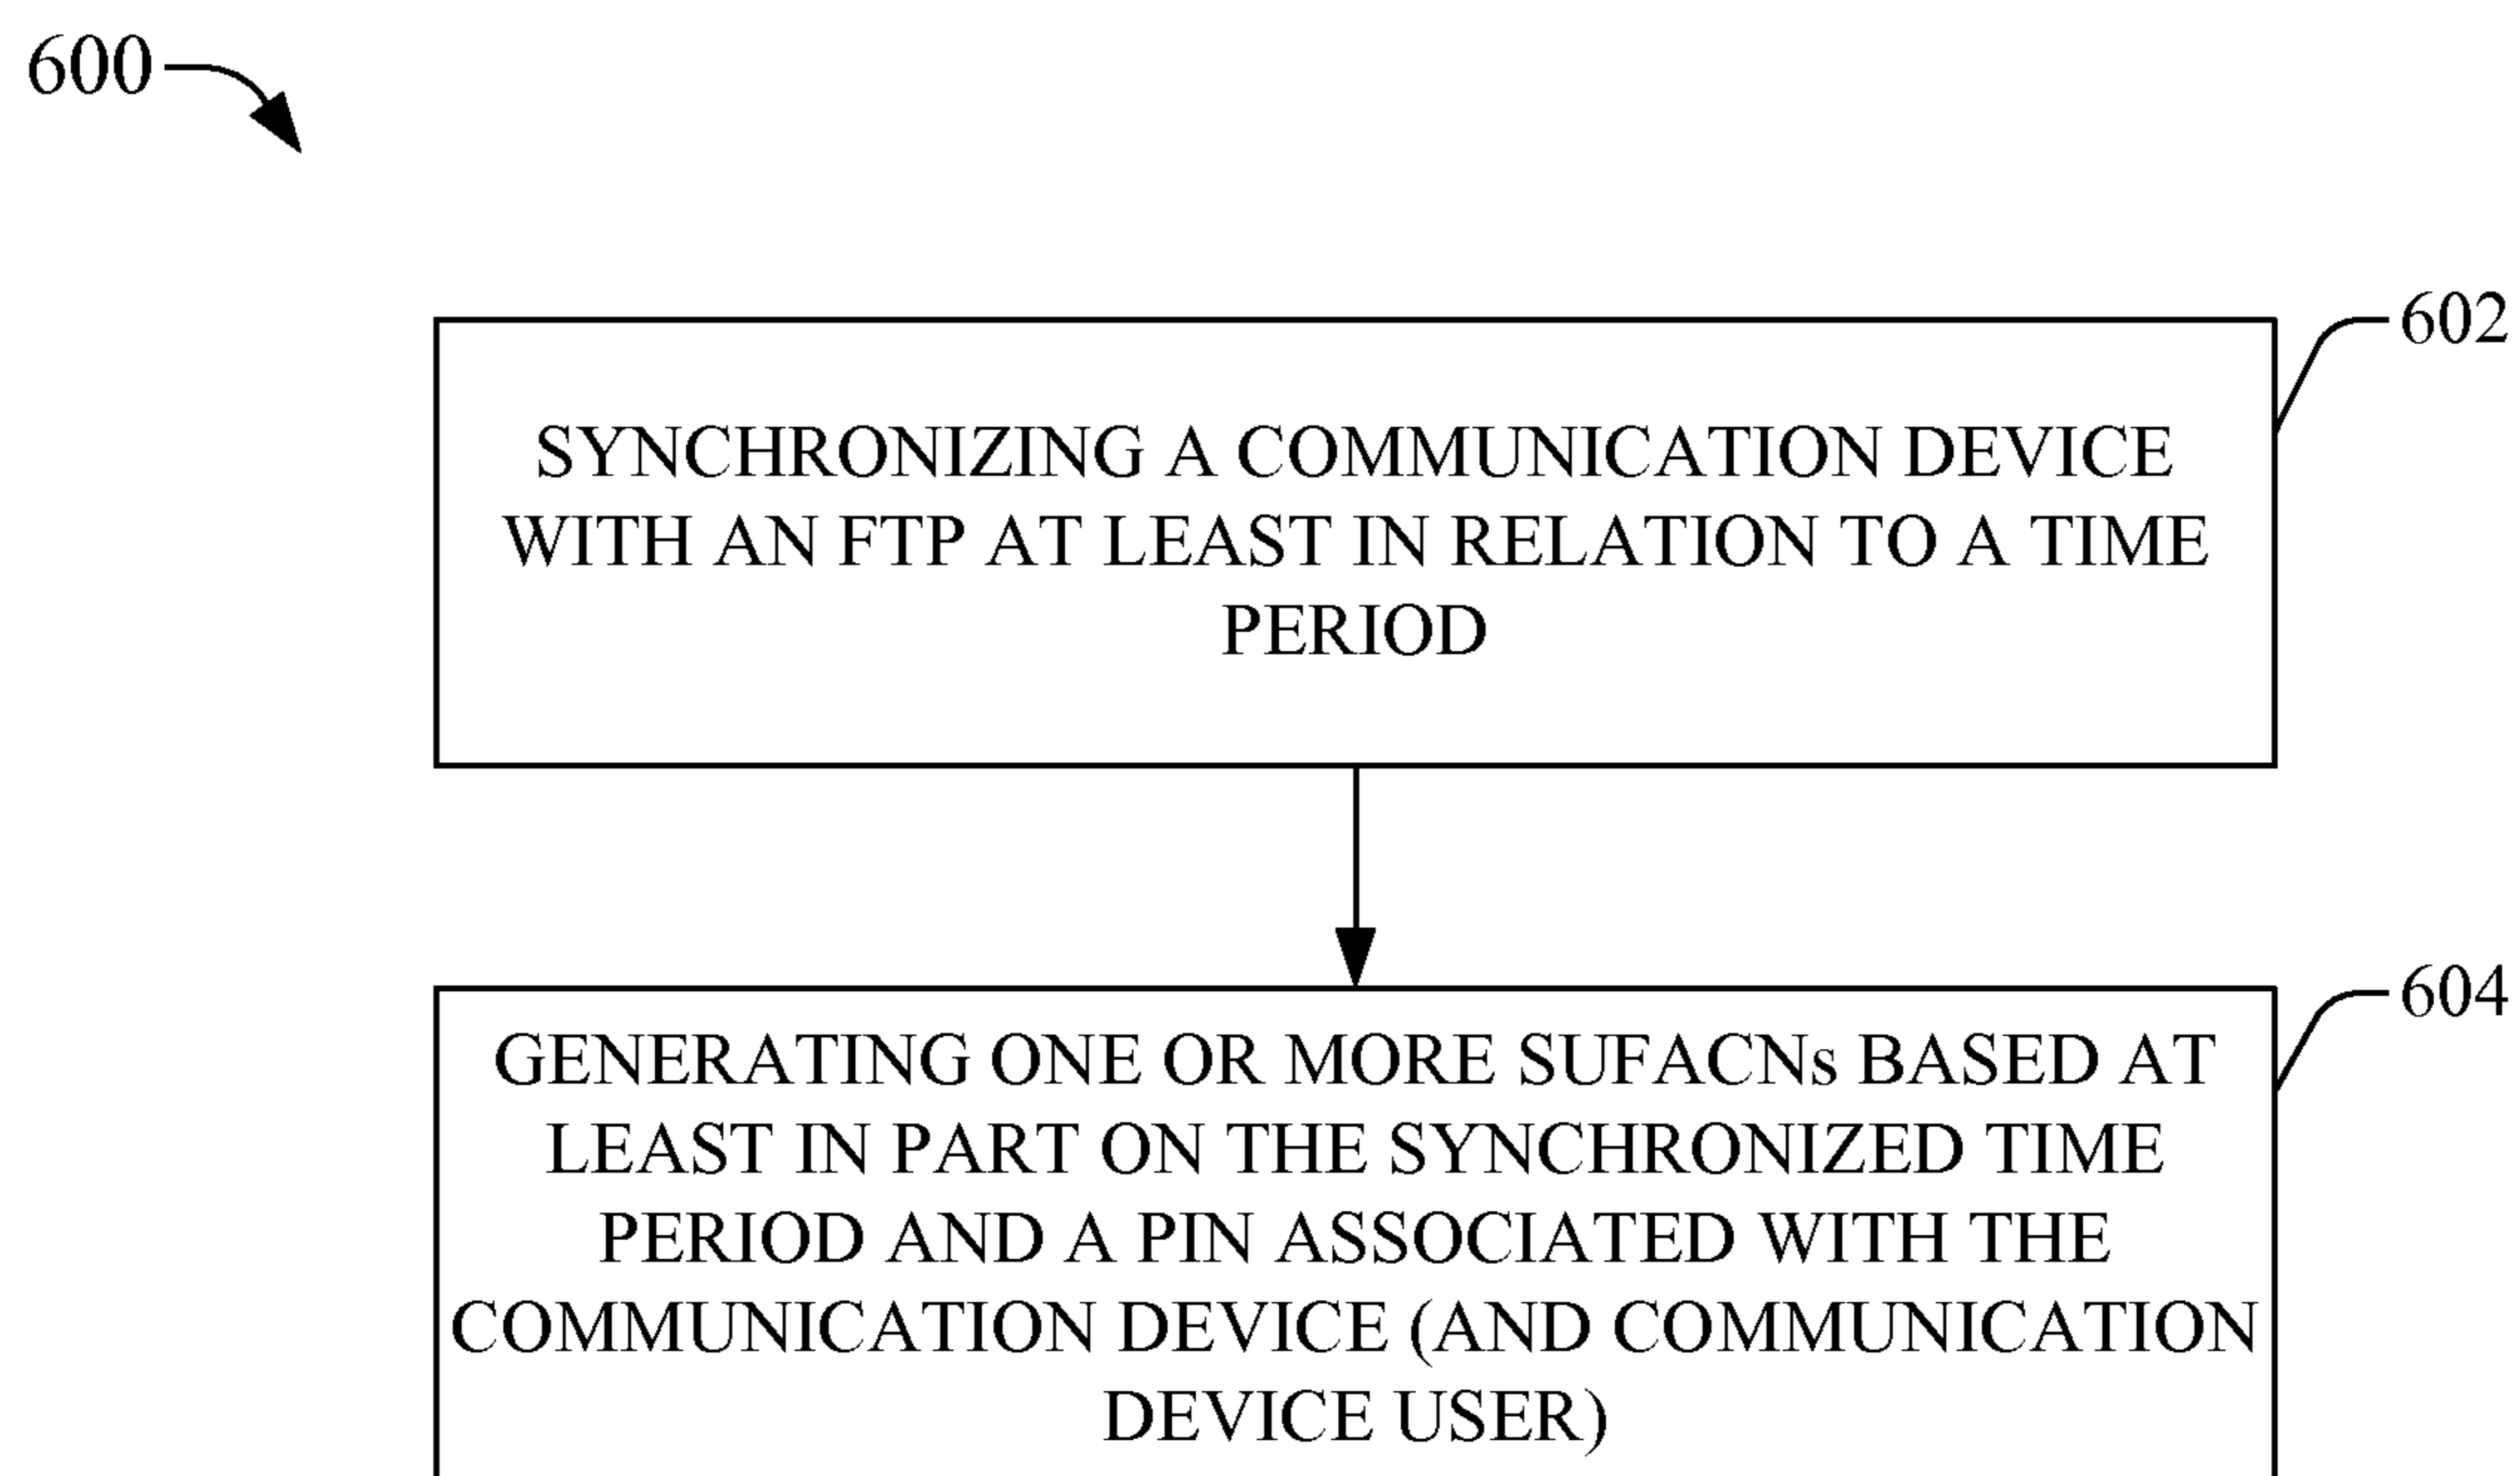 600
602
SYNCHRONIZING A COMMUNICATION DEVICE
WITH AN FTP AT LEAST IN RELATION TO A TIME
PERIOD
604
GENERATING ONE OR MORE SUFACNs BASED AT
LEAST IN PART ON THE SYNCHRONIZED TIME
PERIOD AND A PIN ASSOCIATED WITH THE
COMMUNICATION DEVICE (AND COMMUNICATION
DEVICE USER)